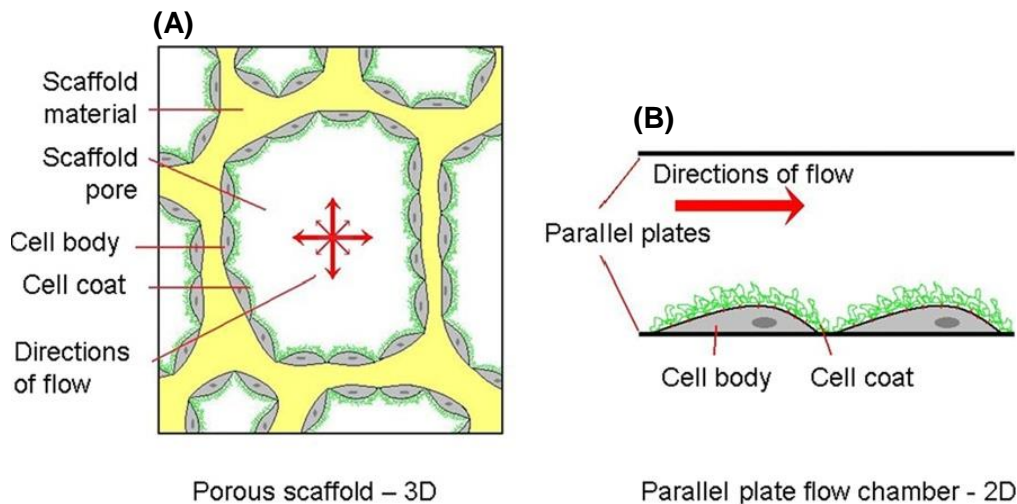 (A)
Scaffold
material
Scaffold
pore
Cell body
Cell coat
Directions
of flow
Porous scaffold – 3D
(B)
Directions of flow
Parallel plates
Cell body
Cell coat
Parallel plate flow chamber - 2D